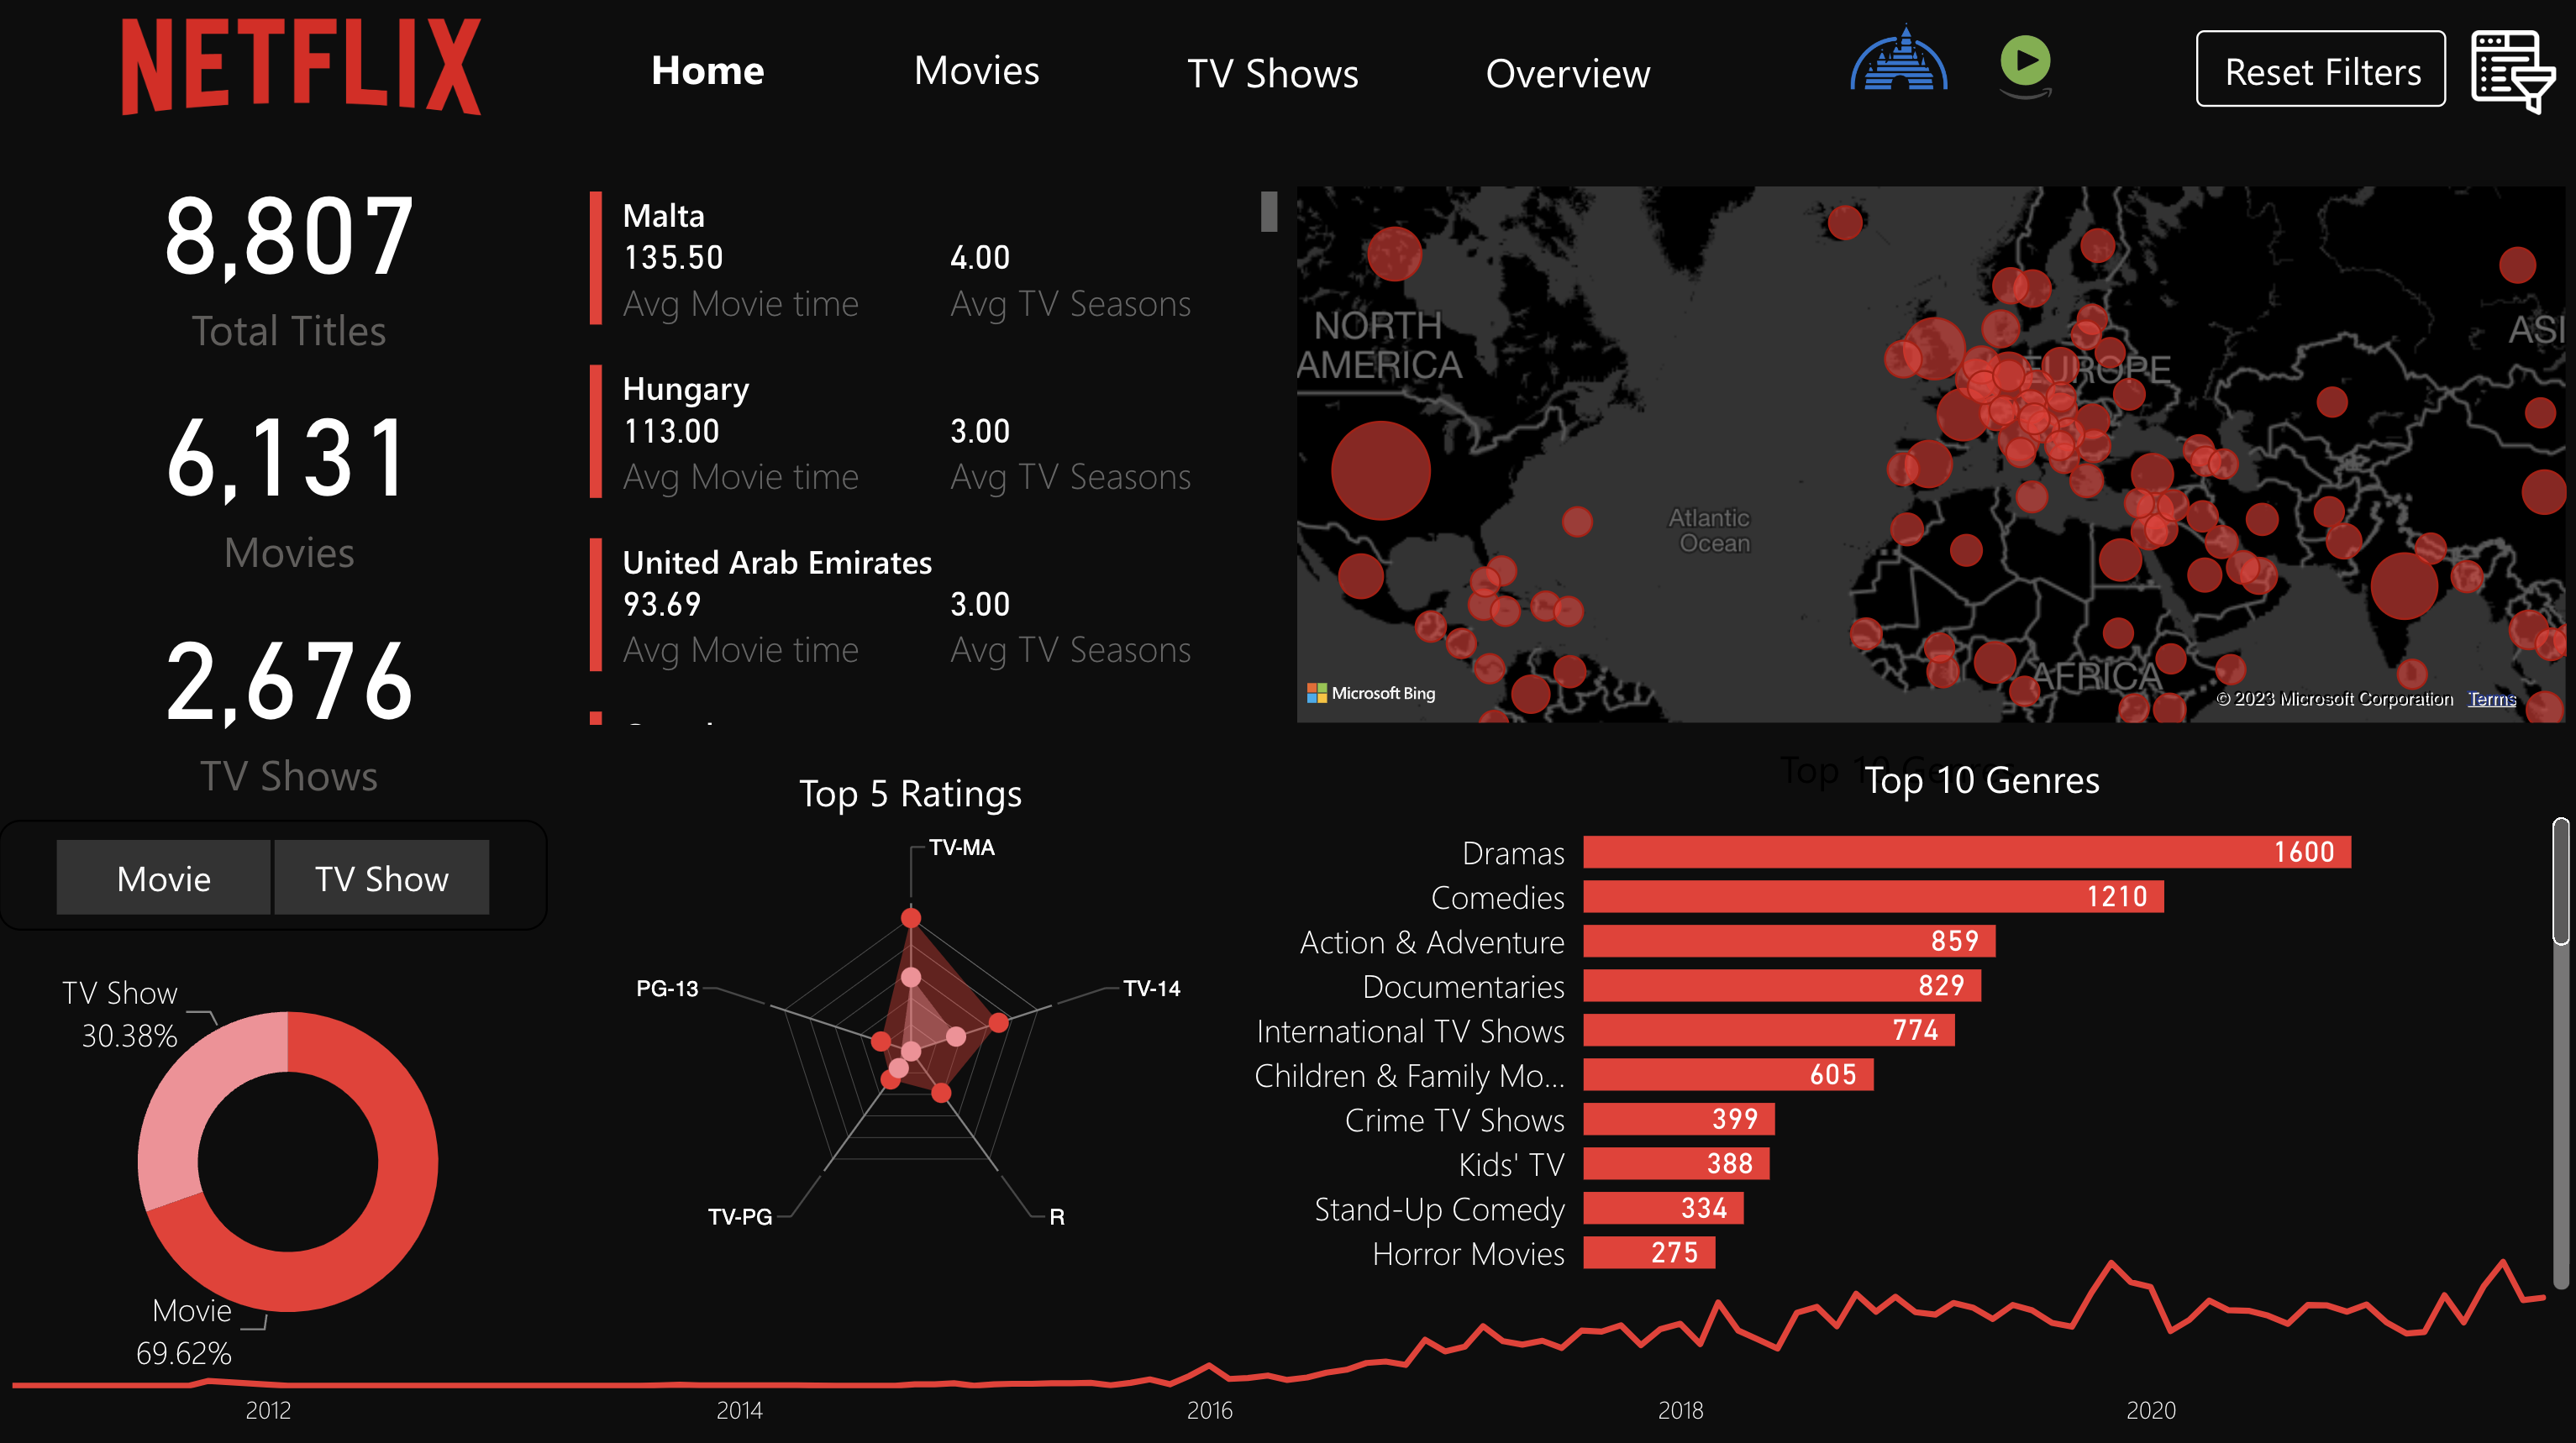 NETFLIX
Home
Movies
TV Shows
Overview
Reset Filters
8,807
Total Titles
6,131
Movies
2,676
TV Shows
Malta
135.50 4.00
Avg Movie time Avg TV Seasons
Hungary
113.00 3.00
Avg Movie time Avg TV Seasons
United Arab Emirates
93.69 3.00
Avg Movie time Avg TV Seasons
NORTH
AMERICA
EUROPE
ASI
Atlantic
Ocean
AFRICA
Microsoft Bing
© 2023 Microsoft Corporation Terms
Movie
TV Show
TV Show
30.38%
Movie
69.62%
Top 5 Ratings
TV-MA
PG-13
TV-14
TV-PG
R
Top 10 Genres
Top 10 Genres
Dramas 1600
Comedies 1210
Action & Adventure 859
Documentaries 829
International TV Shows 774
Children & Family Mo... 605
Crime TV Shows 399
Kids' TV 388
Stand-Up Comedy 334
Horror Movies 275
2012 2014 2016 2018 2020